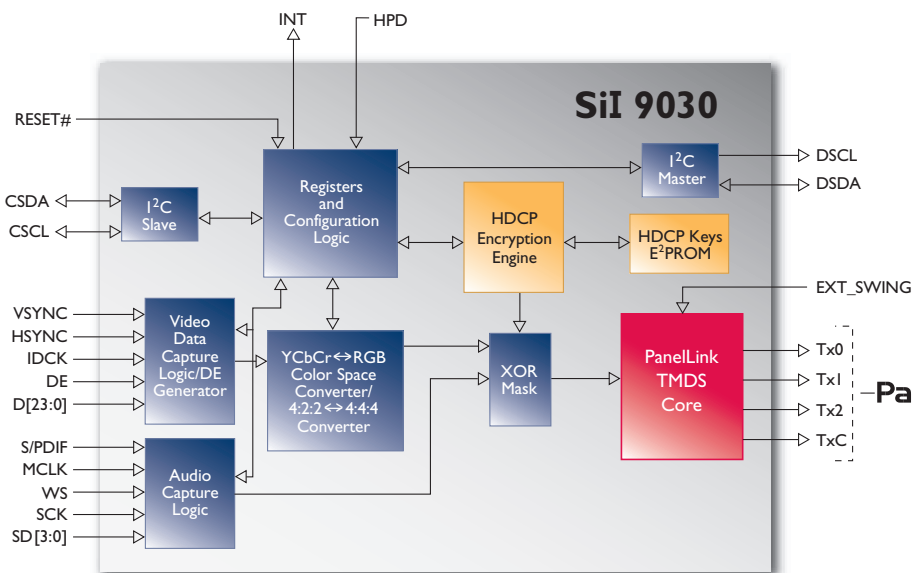 INT
HPD
SiI 9030
RESET#
I²C
Master
DSCL
DSDA
Registers
and
Configuration
Logic
CSDA
CSCL
I²C
Slave
HDCP
Encryption
Engine
HDCP Keys
E²PROM
EXT_SWING
VSYNC
HSYNC
IDCK
DE
D[23:0]
Video
Data
Capture
Logic/DE
Generator
YCbCr↔RGB
Color Space
Converter/
4:2:2↔4:4:4
Converter
XOR
Mask
PanelLink
TMDS
Core
Tx0
Tx1
Tx2
TxC
Pa
S/PDIF
MCLK
WS
SCK
SD[3:0]
Audio
Capture
Logic